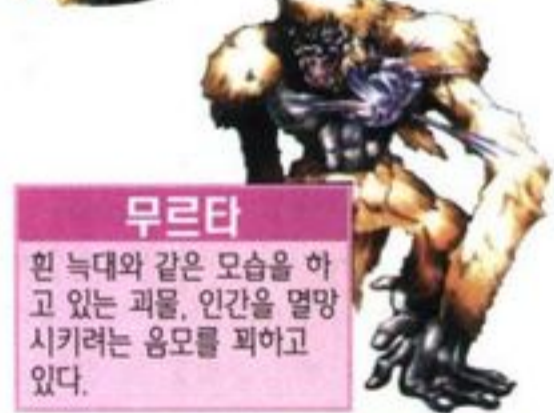 무르타
흰 늑대와 같은 모습을 하
고 있는 괴물, 인간을 멸망
시키려는 음모를 꾀하고
있다.